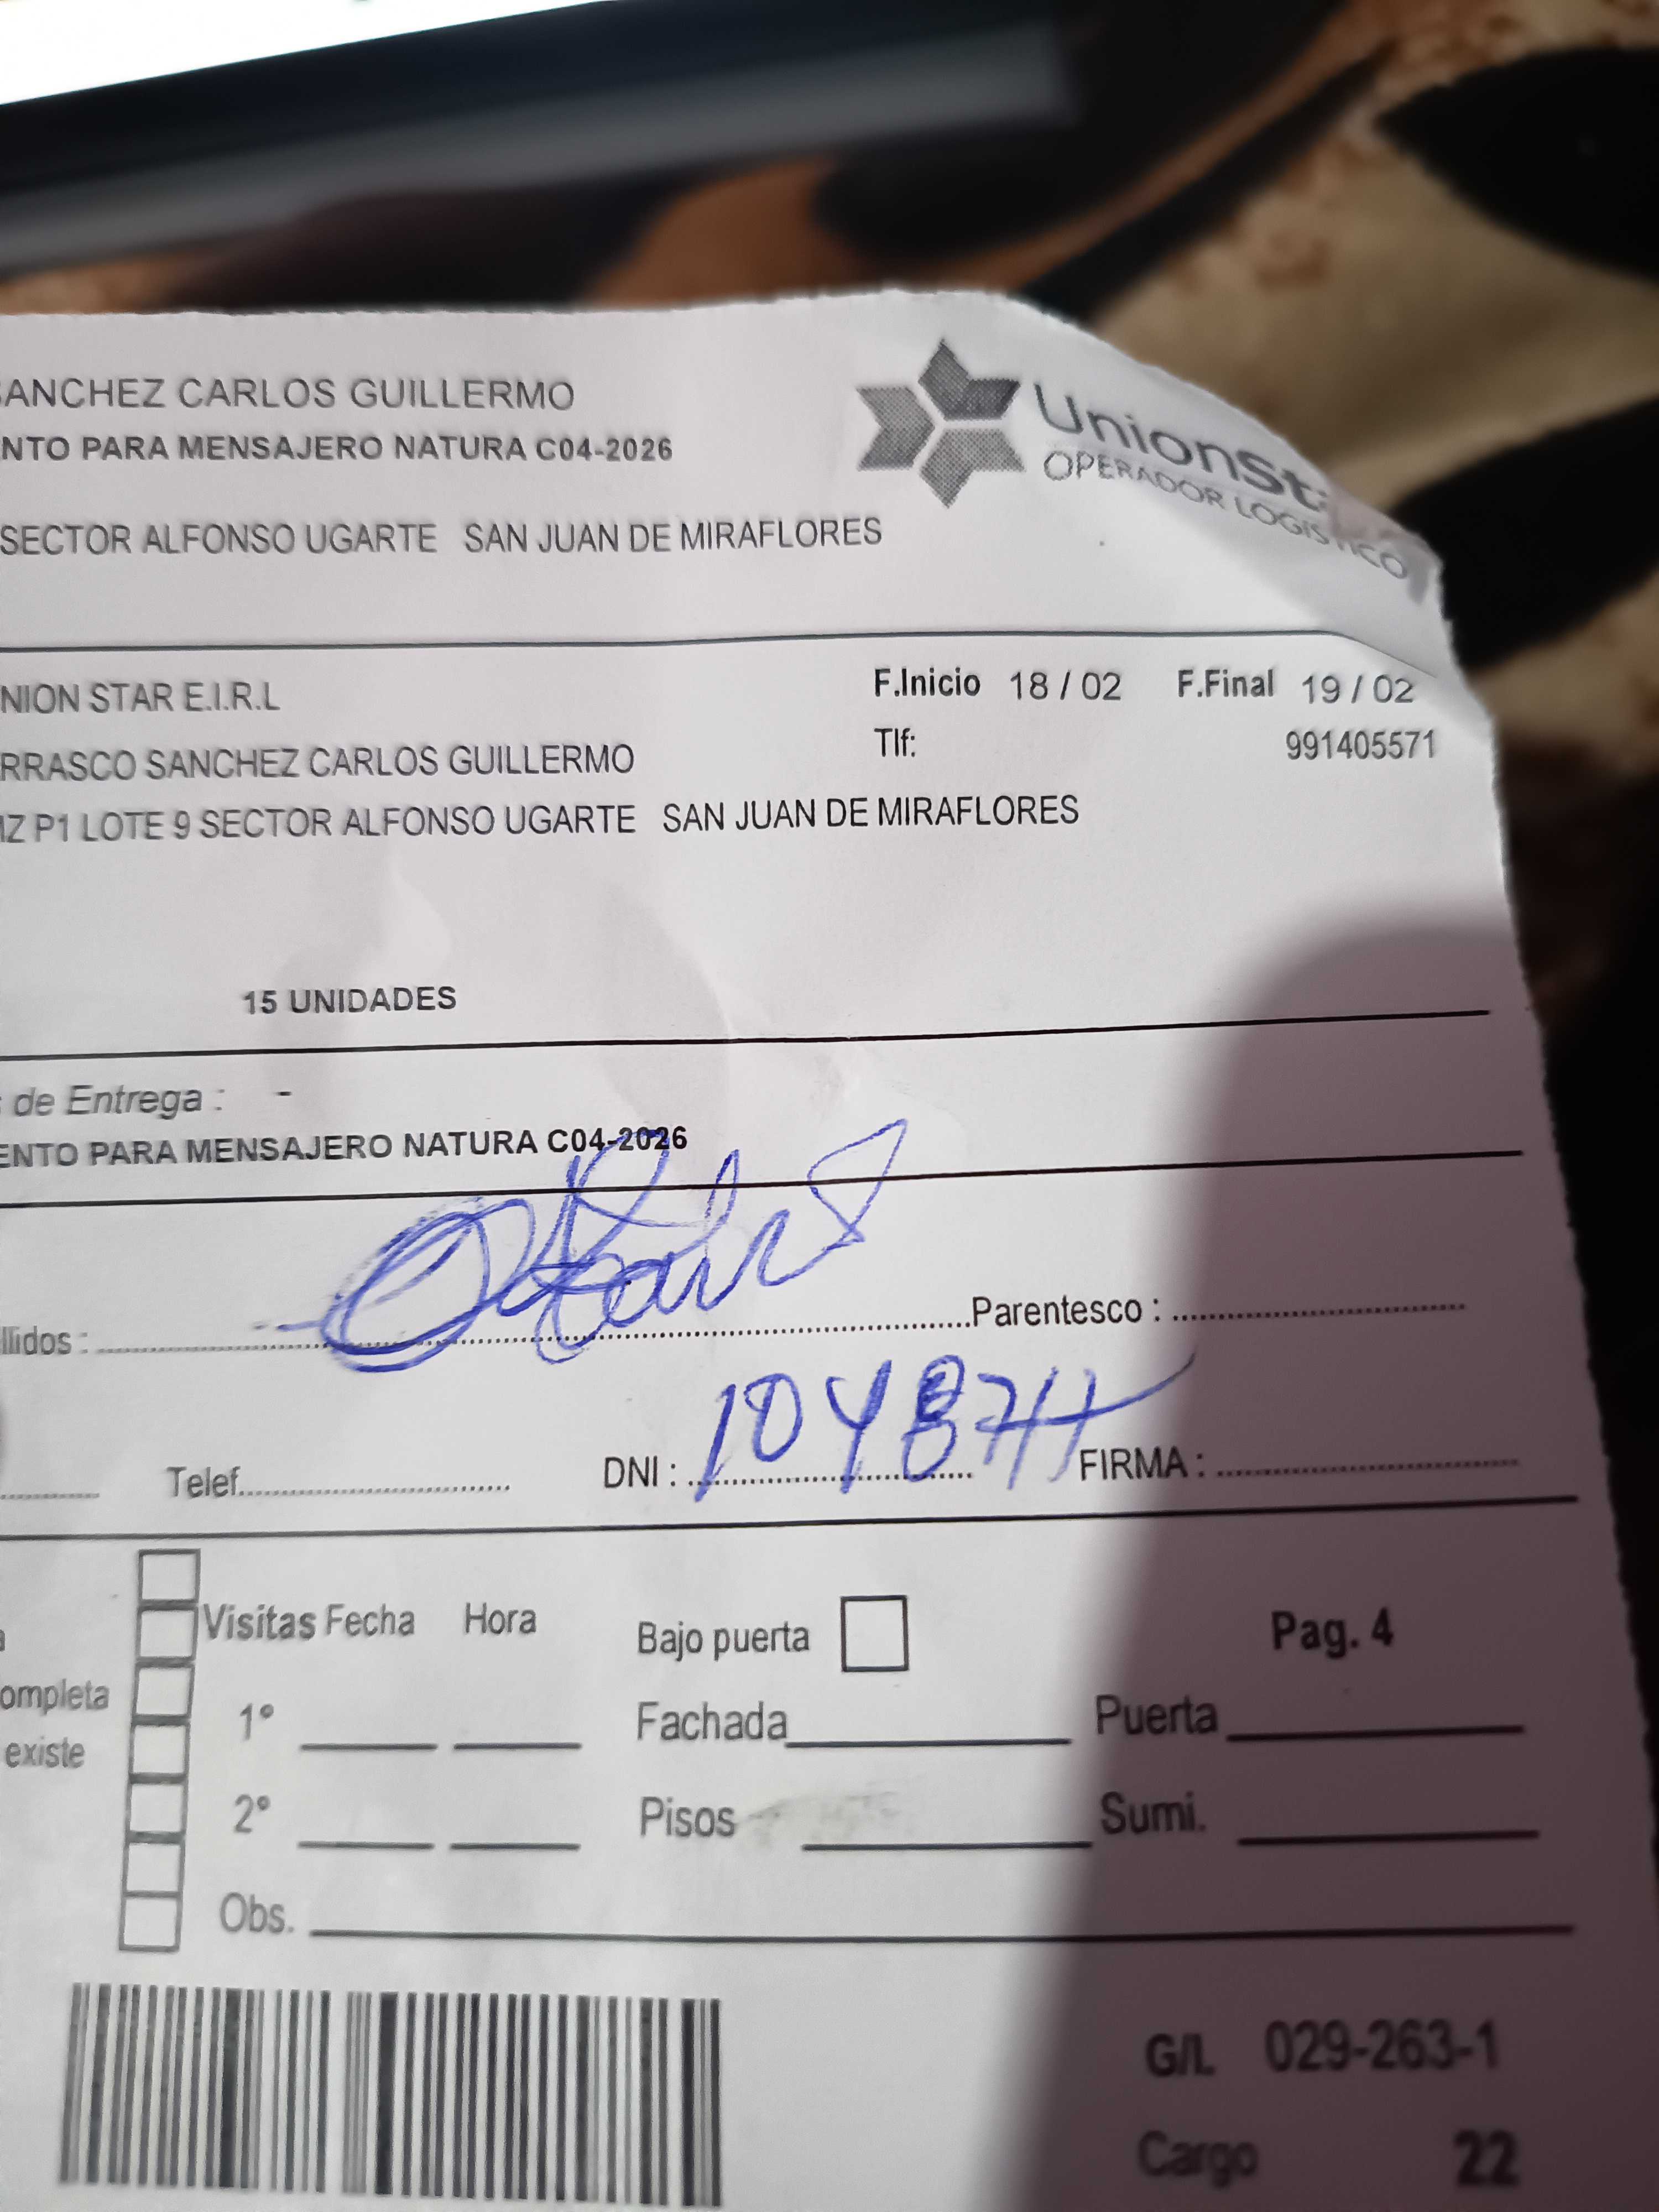 SANCHEZ CARLOS GUILLERMO
NTO PARA MENSAJERO NATURA C04-2026
SECTOR ALFONSO UGARTE SAN JUAN DE MIRAFLORES
UnionSt
OPERADOR LOGISTICO
NION STAR E.I.R.L
F.Inicio 18 / 02 F.Final 19 / 02
RRASCO SANCHEZ CARLOS GUILLERMO
Tlf: 991405571
MZ P1 LOTE 9 SECTOR ALFONSO UGARTE SAN JUAN DE MIRAFLORES
15 UNIDADES
de Entrega : -
ENTO PARA MENSAJERO NATURA C04-2026
llidos : Parentesco :
Telef. DNI : FIRMA :
Visitas Fecha Hora
Bajo puerta
Pag. 4
ompleta
1° Fachada Puerta
existe
2° Pisos Sumi.
Obs.
G/L 029-263-1
Cargo 22